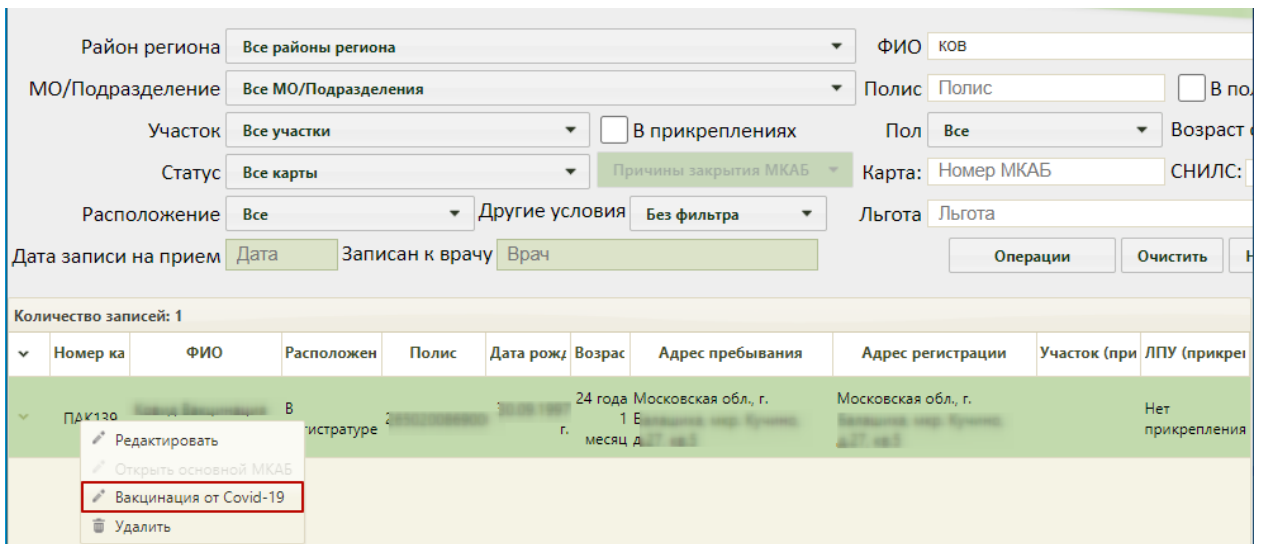 Район региона Все районы региона ФИО ков
МО/Подразделение Все МО/Подразделения Полис Полис В пол
Участок Все участки В прикреплениях Пол Все Возраст
Статус Все карты Причины закрытия МКАБ Карта: Номер МКАБ СНИЛС:
Расположение Все Другие условия Без фильтра Льгота Льгота
Дата записи на прием Дата Записан к врачу Врач Операции Очистить Н
Количество записей: 1
Номер ка ФИО Расположен Полис Дата рожд Возрас Адрес пребывания Адрес регистрации Участок (при ЛПУ (прикреп
24 года Московская обл., г. Московская обл., г.
ПАК139 В г. 1 Нет
гистратуре месяц прикрепления
Редактировать
Открыть основной МКАБ
Вакцинация от Covid-19
Удалить